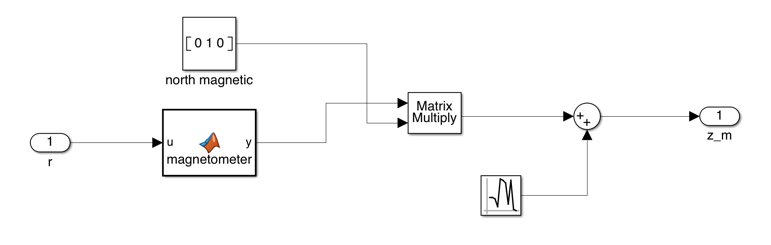 [ 0 1 0 ]
north magnetic
1
r
u
y
magnetometer
Matrix
Multiply
+
+
1
z_m